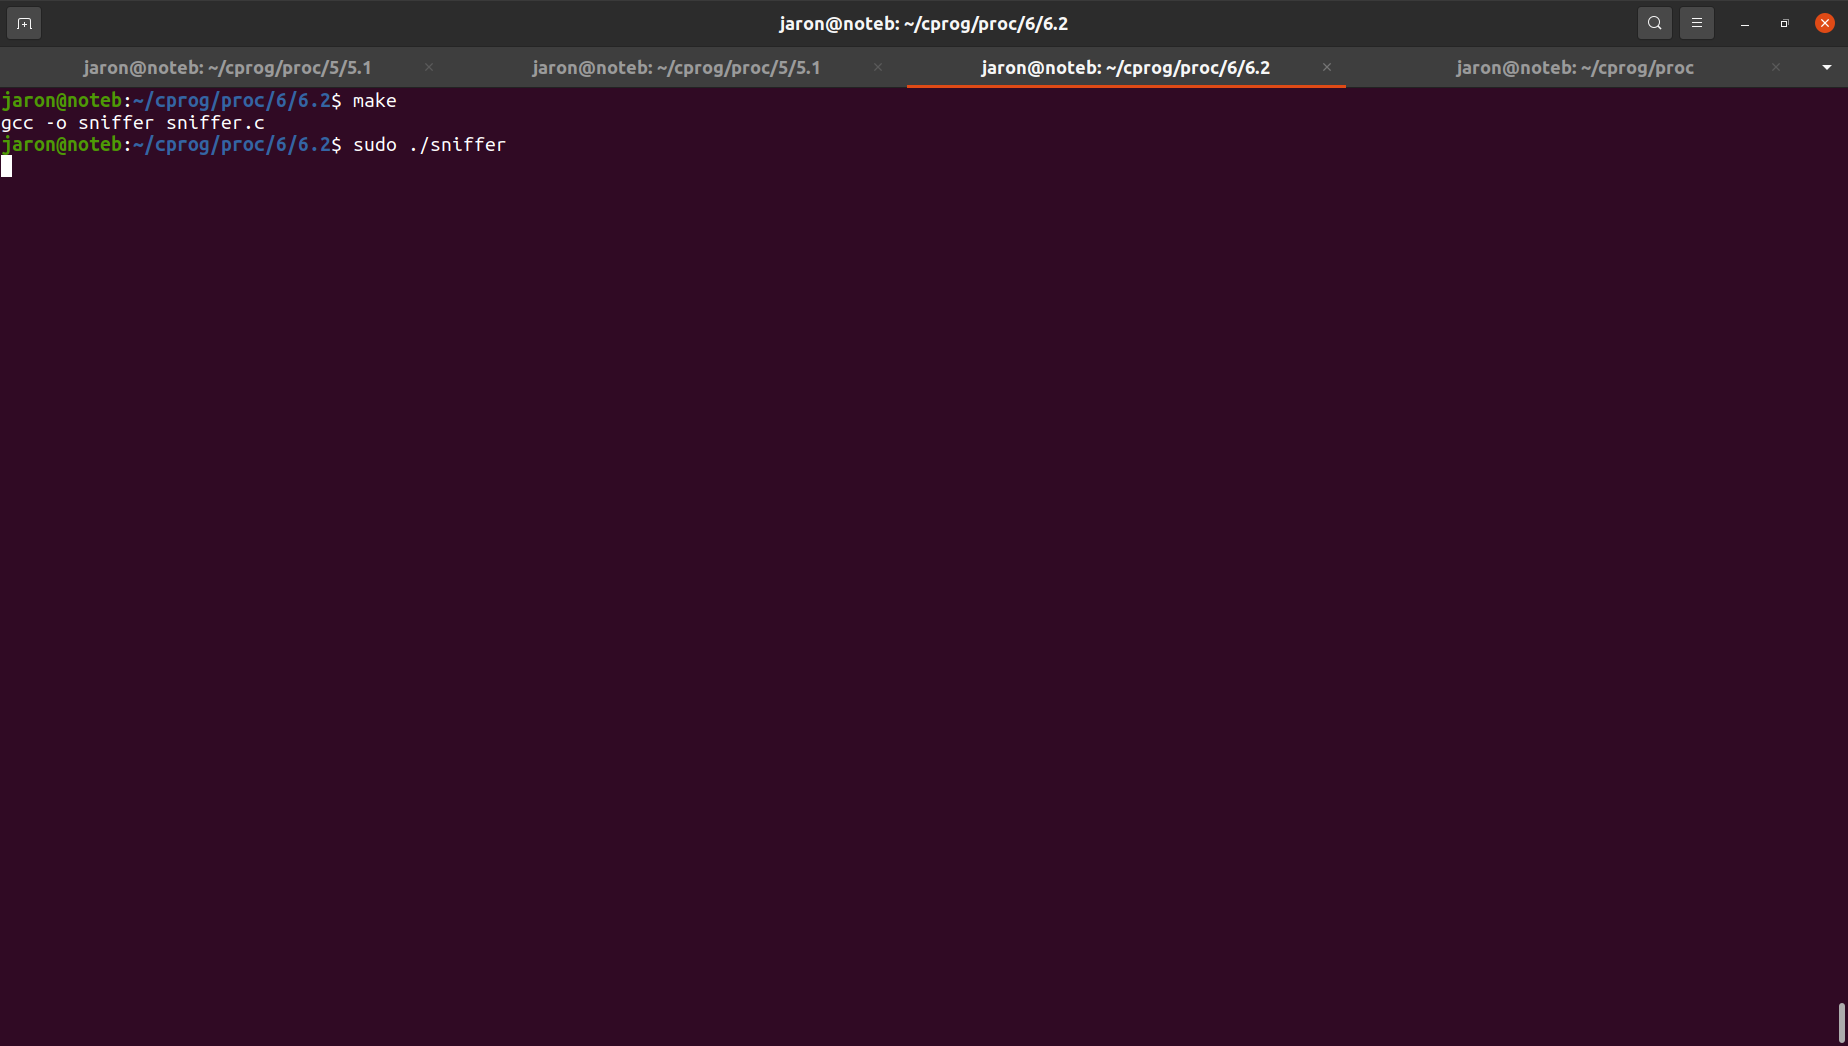 jaron@noteb: ~/cprog/proc/6/6.2
jaron@noteb: ~/cprog/proc/5/5.1
jaron@noteb: ~/cprog/proc/5/5.1
jaron@noteb: ~/cprog/proc/6/6.2
jaron@noteb: ~/cprog/proc
jaron@noteb:~/cprog/proc/6/6.2$ make
gcc -o sniffer sniffer.c
jaron@noteb:~/cprog/proc/6/6.2$ sudo ./sniffer